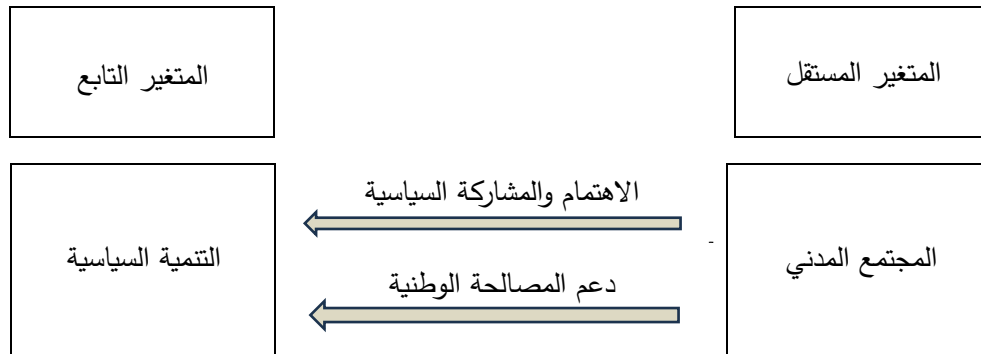 المتغير المستقل
المتغير التابع
الاهتمام والمشاركة السياسية
المجتمع المدني
-
التنمية السياسية
دعم المصالحة الوطنية